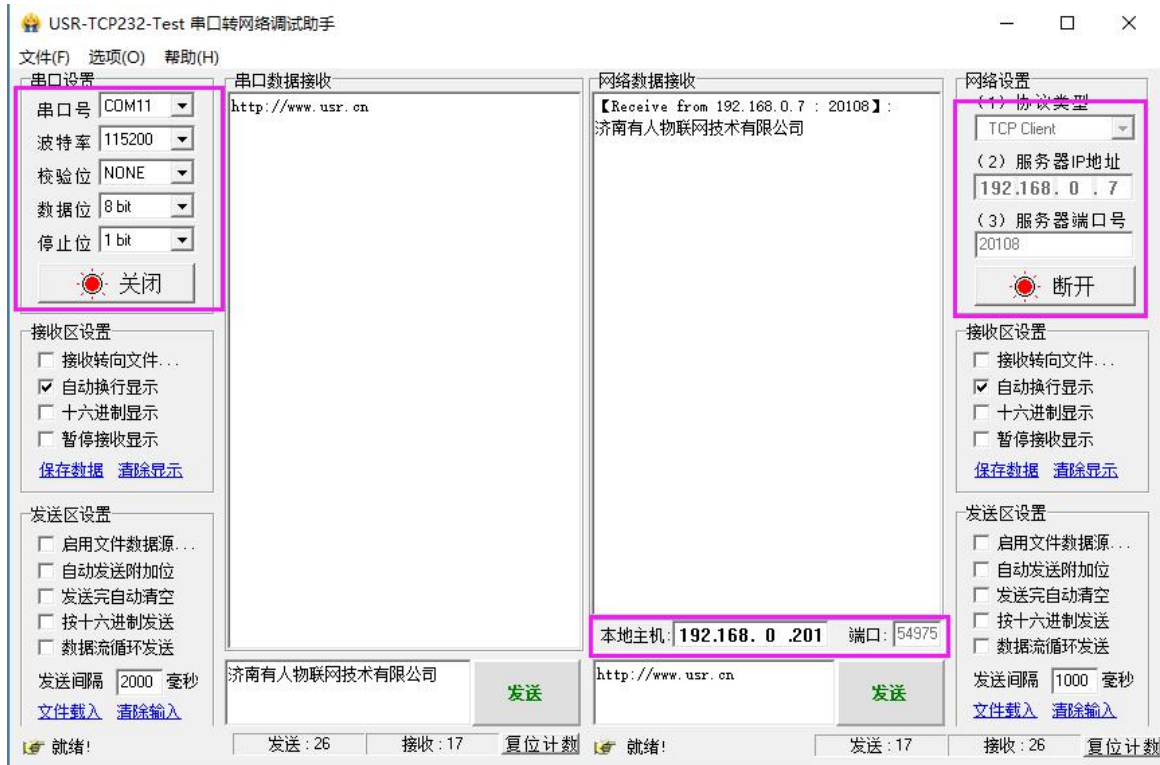 USR-TCP232-Test 串口转网络调试助手
文件(F) 选项(O) 帮助(H)
串口设置
串口号 COM11
波特率 115200
校验位 NONE
数据位 8 bit
停止位 1 bit
关闭
接收区设置
接收转向文件...
自动换行显示
十六进制显示
暂停接收显示
保存数据 清除显示
发送区设置
启用文件数据源...
自动发送附加位
发送完自动清空
按十六进制发送
数据流循环发送
发送间隔 2000 毫秒
文件载入 清除输入
串口数据接收
http://www.usr.cn
济南有人物联网技术有限公司
发送
网络数据接收
【Receive from 192.168.0.7 : 20108】:
济南有人物联网技术有限公司
本地主机: 192.168. 0 .201 端口: 54975
http://www.usr.cn
发送
网络设置
(1) 协议类型
TCP Client
(2) 服务器IP地址
192.168. 0 . 7
(3) 服务器端口号
20108
断开
接收区设置
接收转向文件...
自动换行显示
十六进制显示
暂停接收显示
保存数据 清除显示
发送区设置
启用文件数据源...
自动发送附加位
发送完自动清空
按十六进制发送
数据流循环发送
发送间隔 1000 毫秒
文件载入 清除输入
就绪! 发送:26 接收:17 复位计数 就绪! 发送:17 接收:26 复位计数